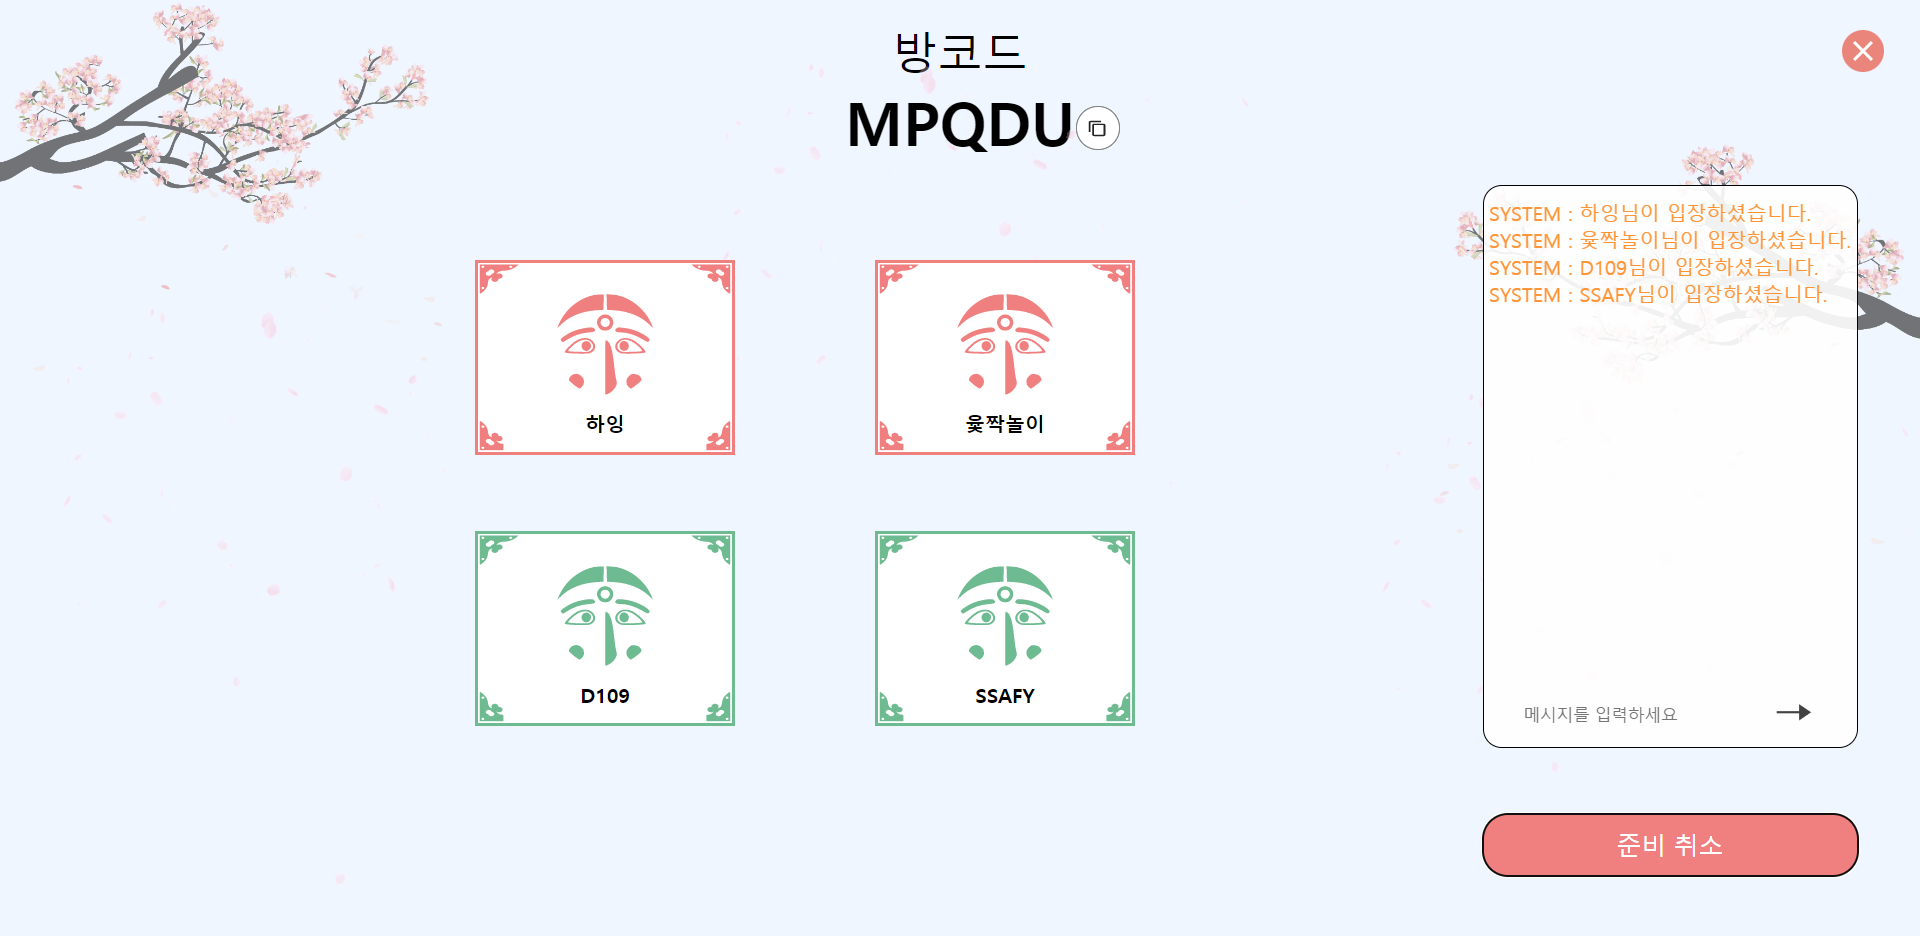 방코드
MPQDU
SYSTEM : 하잉님이 입장하셨습니다.
SYSTEM : 윷짝놀이님이 입장하셨습니다.
SYSTEM : D109님이 입장하셨습니다.
SYSTEM : SSAFY님이 입장하셨습니다.
하잉
윷짝놀이
D109
SSAFY
메시지를 입력하세요
준비 취소